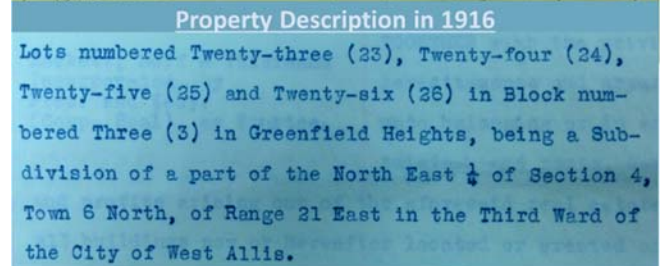 Property Description in 1916
Lots numbered Twenty-three (23), Twenty-four (24),
Twenty-five (25) and Twenty-six (26) in Block num-
bered Three (3) in Greenfield Heights, being a Sub-
division of a part of the North East ¼ of Section 4,
Town 6 North, of Range 21 East in the Third Ward of
the City of West Allis.